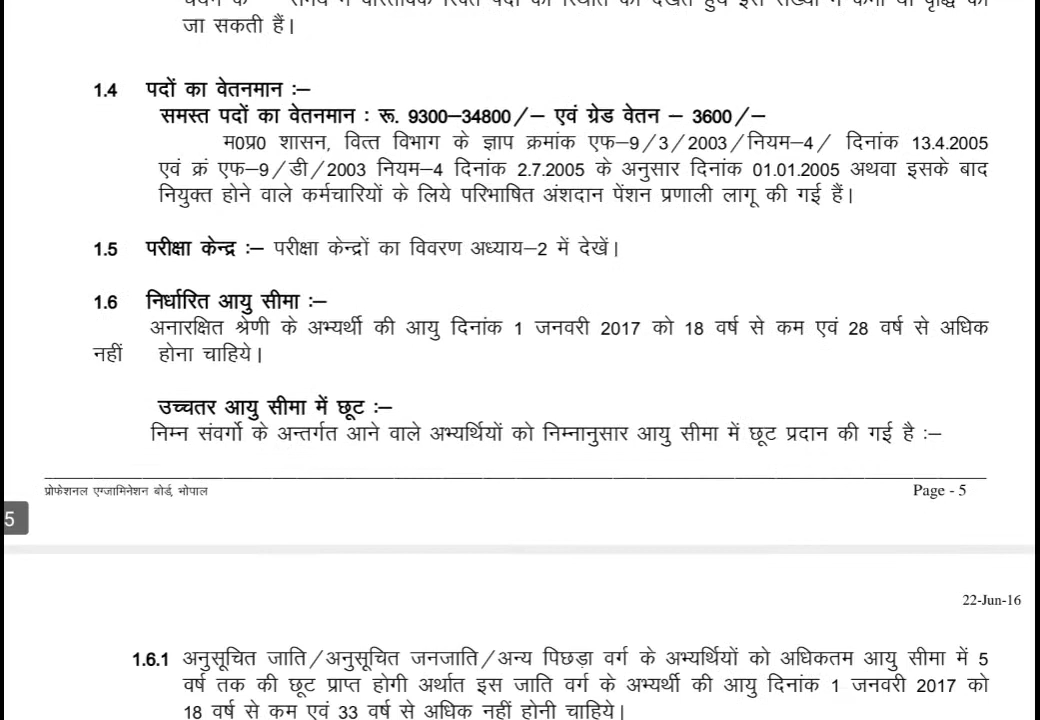 जा सकती हैं।
1.4 पदों का वेतनमान :–
समस्त पदों का वेतनमान : रू. 9300–34800/– एवं ग्रेड वेतन – 3600/–
म0प्र0 शासन, वित्त विभाग के ज्ञाप क्रमांक एफ–9/3/2003/नियम–4/ दिनांक 13.4.2005
एवं क्रं एफ–9/डी/2003 नियम–4 दिनांक 2.7.2005 के अनुसार दिनांक 01.01.2005 अथवा इसके बाद
नियुक्त होने वाले कर्मचारियों के लिये परिभाषित अंशदान पेंशन प्रणाली लागू की गई हैं।
1.5 परीक्षा केन्द्र :– परीक्षा केन्द्रों का विवरण अध्याय–2 में देखें।
1.6 निर्धारित आयु सीमा :–
अनारक्षित श्रेणी के अभ्यर्थी की आयु दिनांक 1 जनवरी 2017 को 18 वर्ष से कम एवं 28 वर्ष से अधिक
नहीं होना चाहिये।
उच्चतर आयु सीमा में छूट :–
निम्न संवर्गो के अन्तर्गत आने वाले अभ्यर्थियों को निम्नानुसार आयु सीमा में छूट प्रदान की गई है :–
प्रोफेशनल एग्जामिनेशन बोर्ड, भोपाल Page - 5
5
22-Jun-16
1.6.1 अनुसूचित जाति/अनुसूचित जनजाति/अन्य पिछड़ा वर्ग के अभ्यर्थियों को अधिकतम आयु सीमा में 5
वर्ष तक की छूट प्राप्त होगी अर्थात इस जाति वर्ग के अभ्यर्थी की आयु दिनांक 1 जनवरी 2017 को
18 वर्ष से कम एवं 33 वर्ष से अधिक नहीं होनी चाहिये।